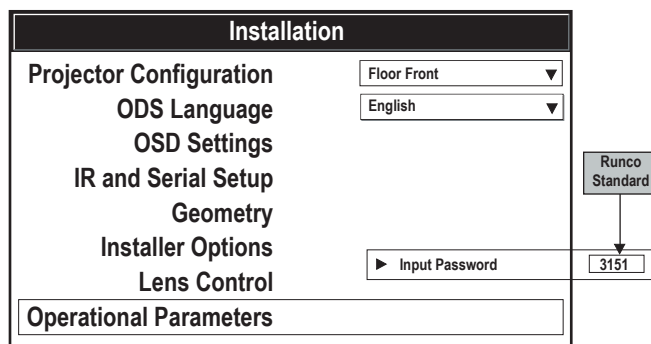 Installation
Projector Configuration
Floor Front ▼
ODS Language
English ▼
OSD Settings
IR and Serial Setup
Runco
Standard
Geometry
Installer Options
► Input Password
3151
Lens Control
Operational Parameters